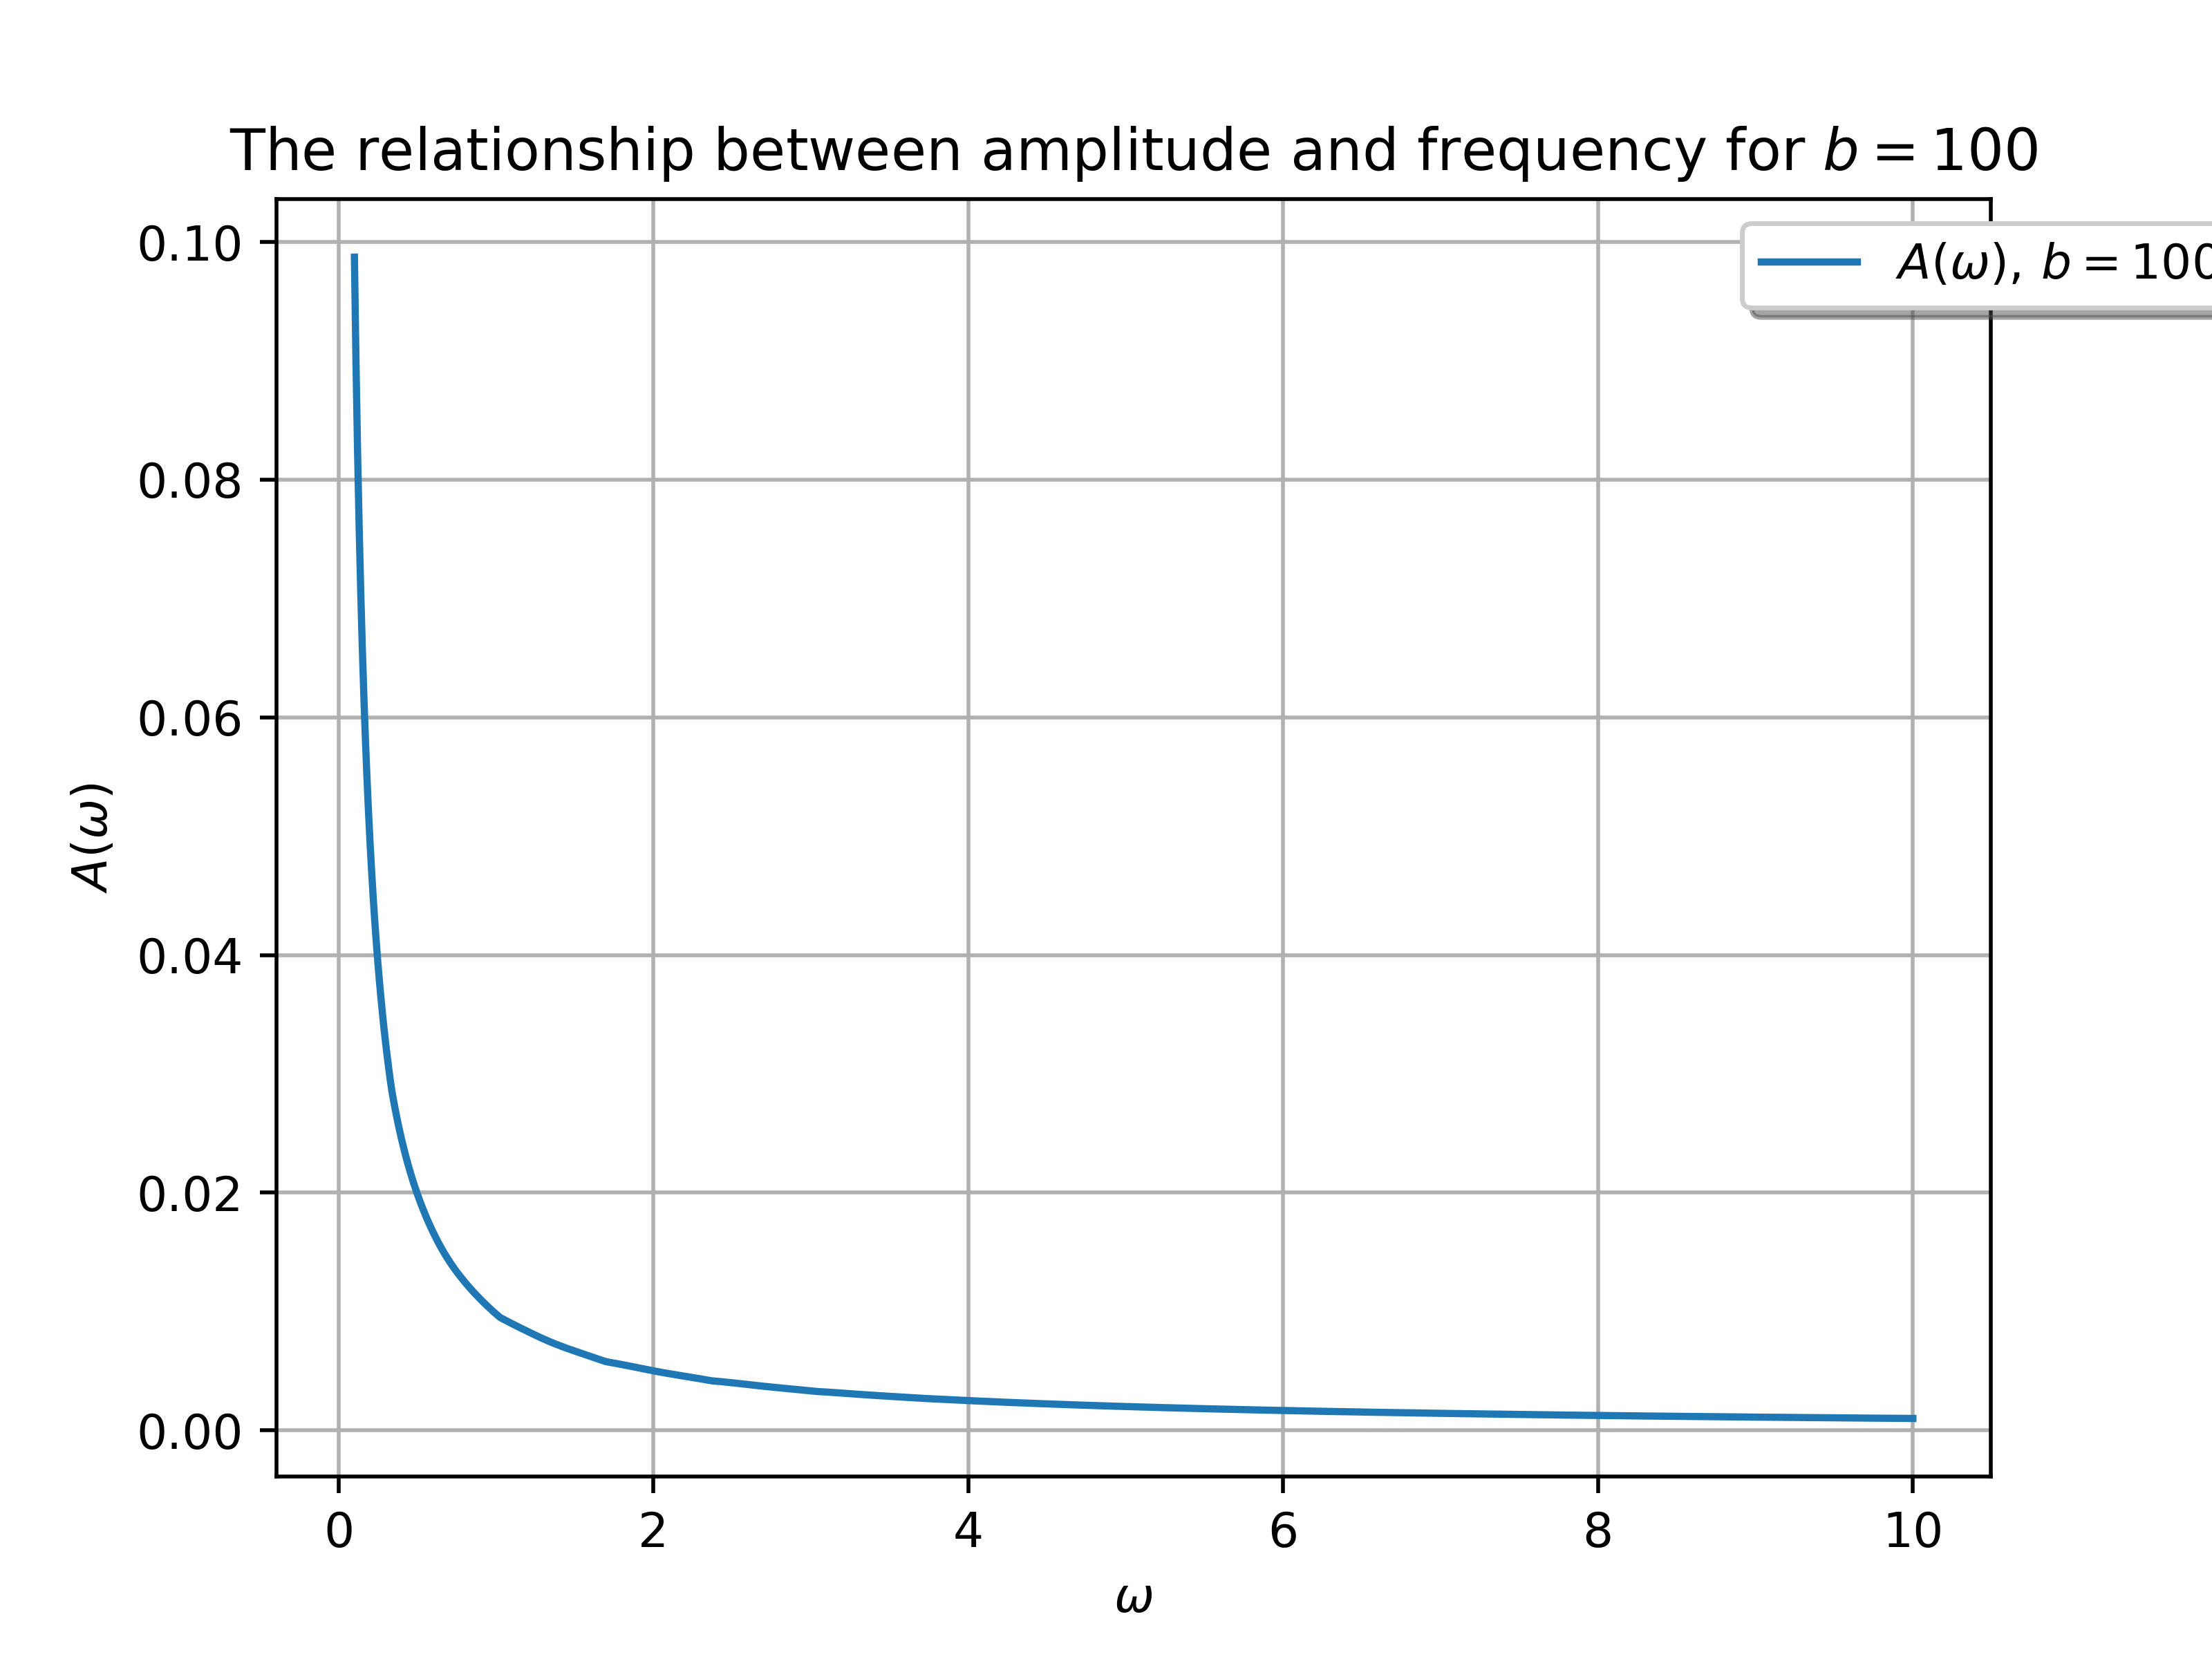 The relationship between amplitude and frequency for b = 100
A(ω), b = 100
0.10
0.08
0.06
0.04
0.02
0.00
A(ω)
0 2 4 6 8 10
ω